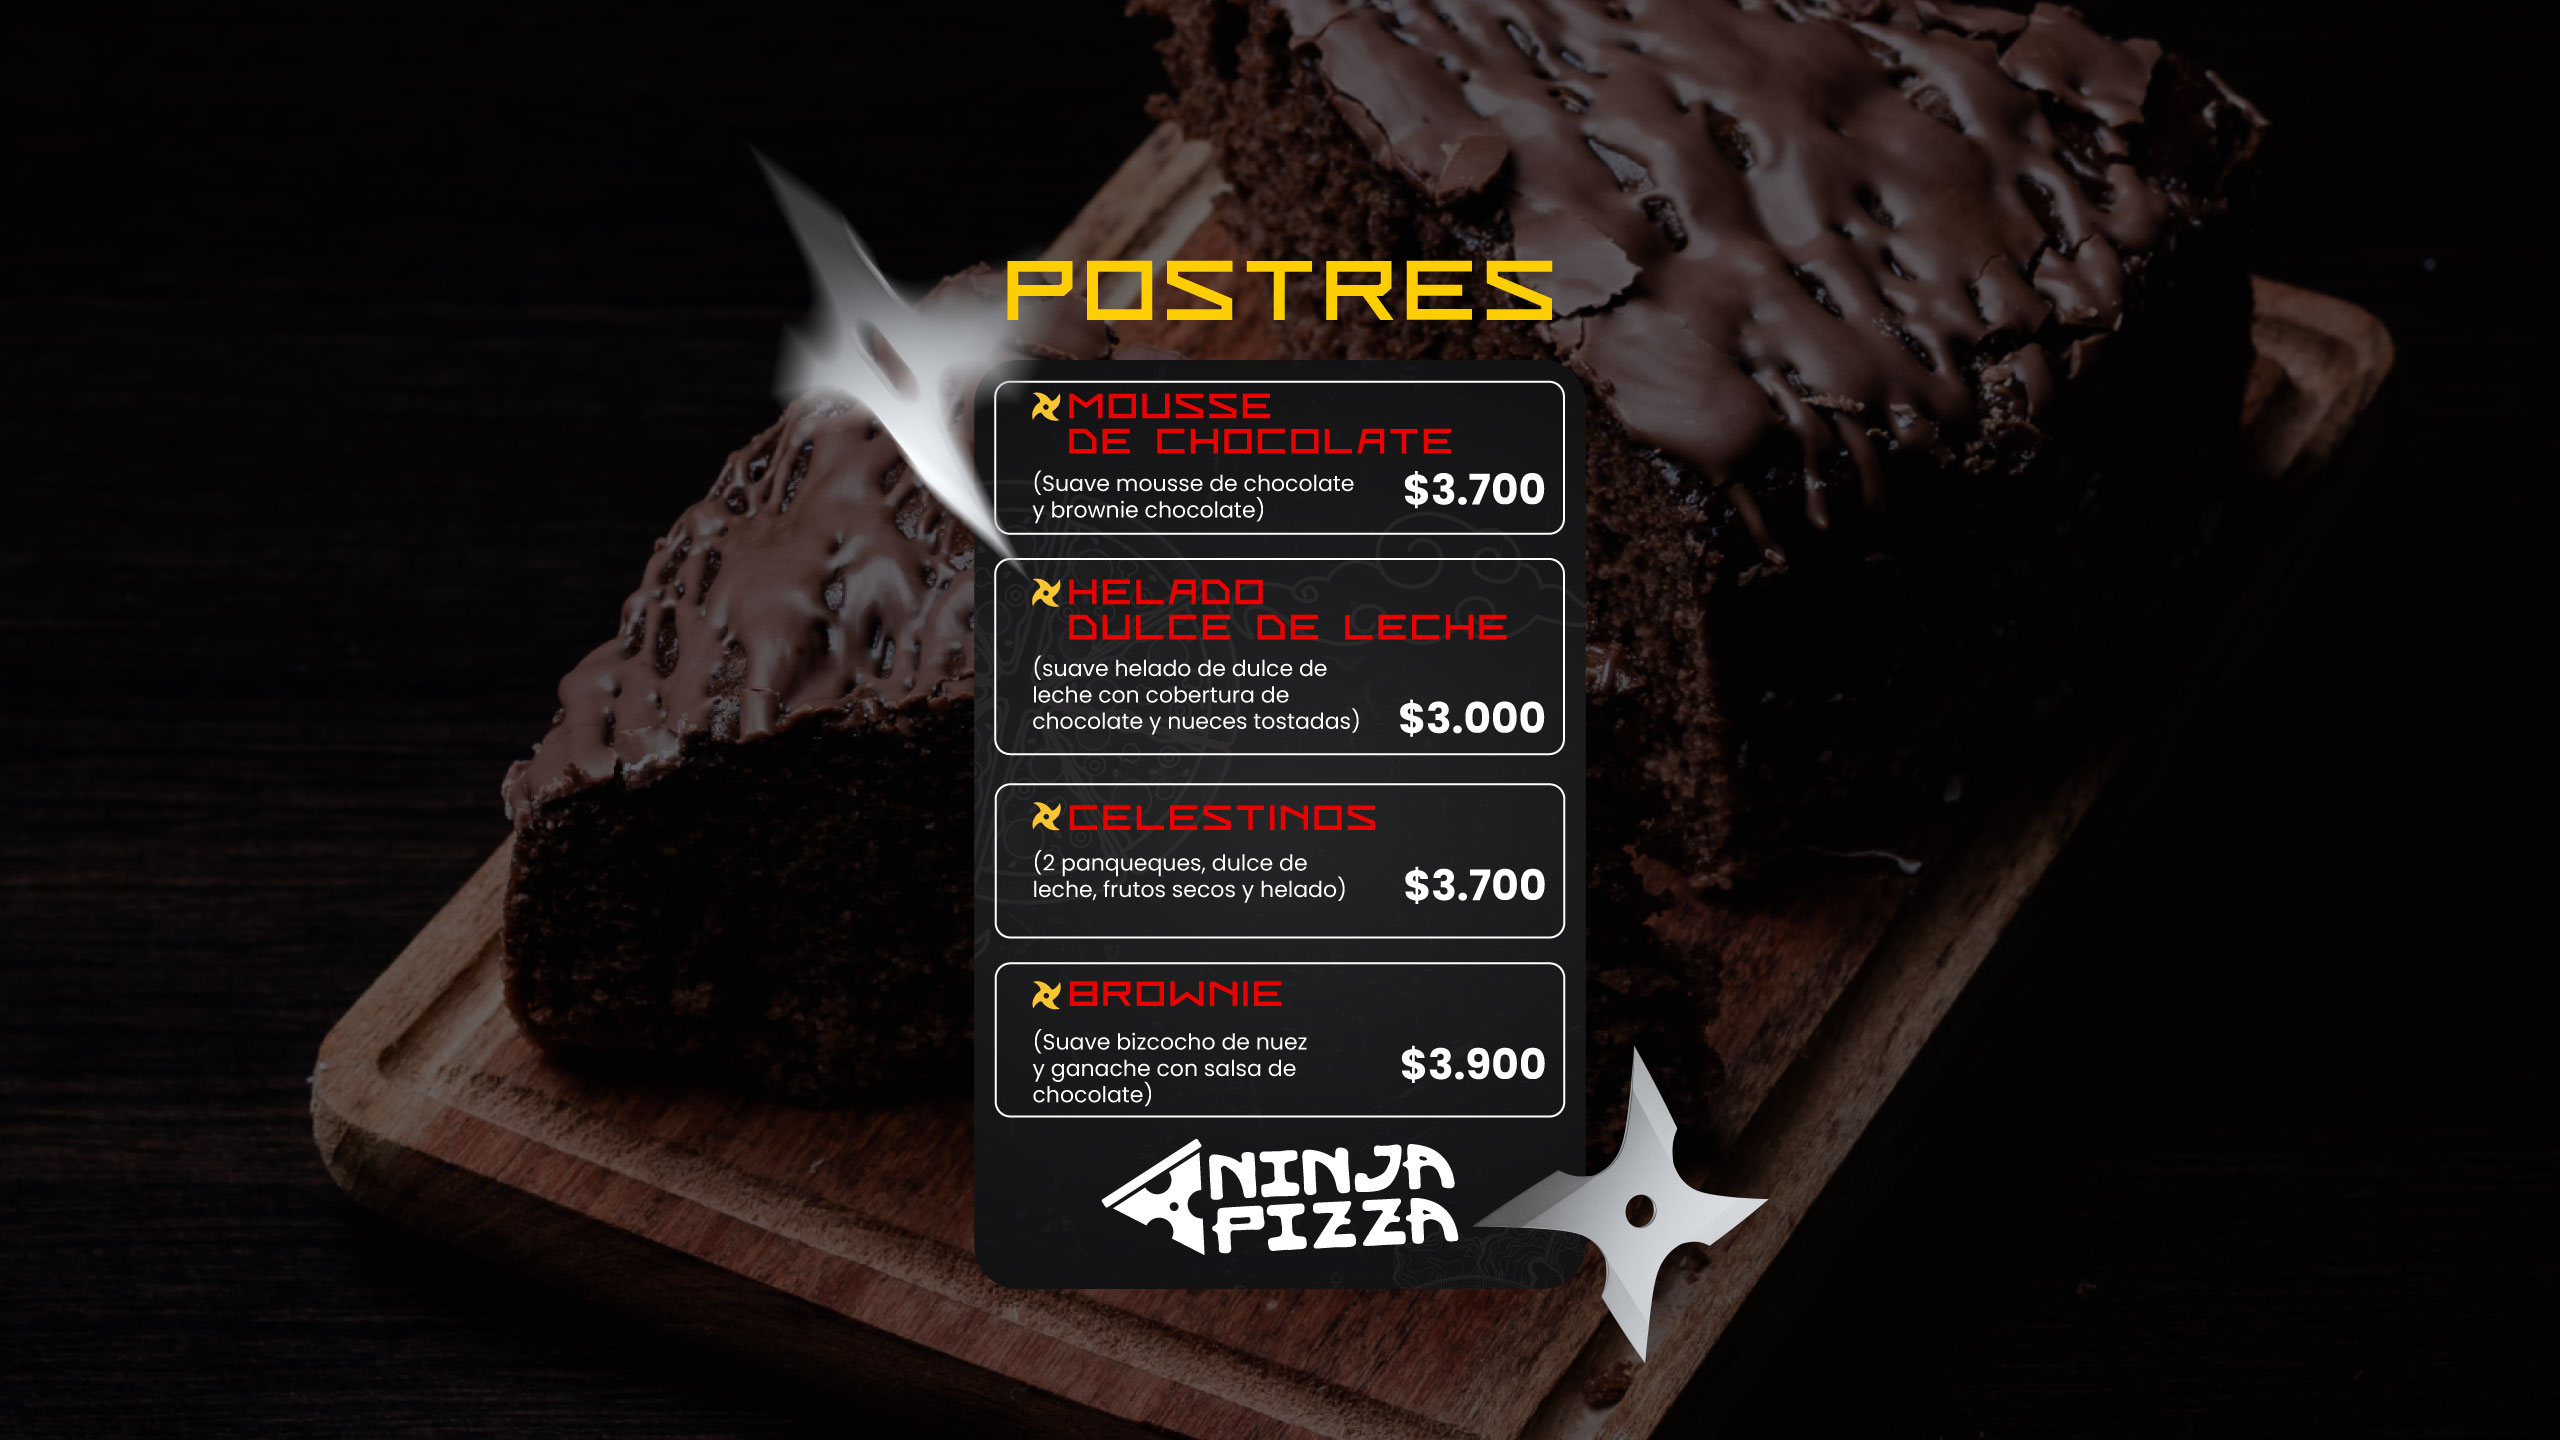 POSTRES
MOUSSE
DE CHOCOLATE
(Suave mousse de chocolate
y brownie chocolate)
$3.700
HELADO
DULCE DE LECHE
(suave helado de dulce de
leche con cobertura de
chocolate y nueces tostadas)
$3.000
CELESTINOS
(2 panqueques, dulce de
leche, frutos secos y helado)
$3.700
BROWNIE
(Suave bizcocho de nuez
y ganache con salsa de
chocolate)
$3.900
NINJA
PIZZA